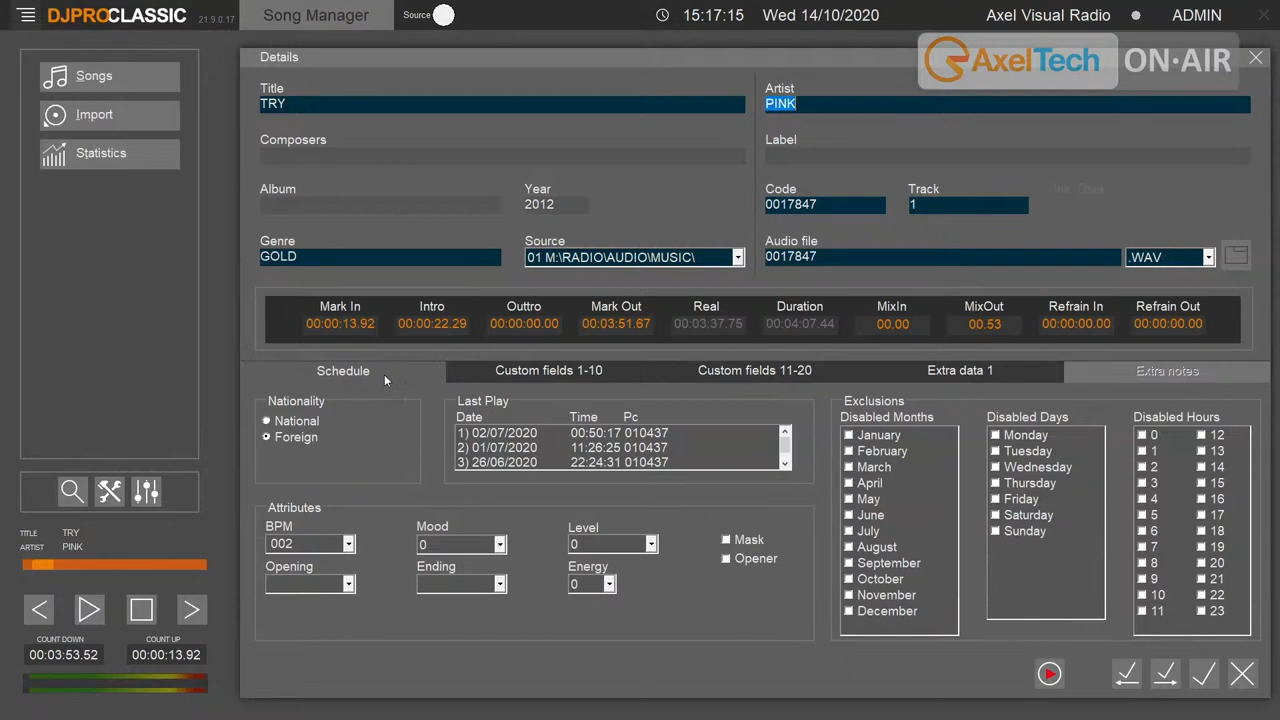 DJPROCLASSIC 21.9.0.17 Song Manager Source 15:17:15 Wed 14/10/2020 Axel Visual Radio ADMIN
AxelTech ON·AIR
Songs
Import
Statistics
TITLE TRY
ARTIST PINK
COUNT DOWN COUNT UP
00:03:53.52 00:00:13.92
Details
Title Artist
TRY PINK
Composers Label
Album Year Code Track
2012 0017847 1
Genre Source Audio file
GOLD 01 M:\RADIO\AUDIO\MUSIC\ 0017847 .WAV
Mark In Intro Outtro Mark Out Real Duration MixIn MixOut Refrain In Refrain Out
00:00:13.92 00:00:22.29 00:00:00.00 00:03:51.67 00:03:37.75 00:04:07.44 00.00 00.53 00:00:00.00 00:00:00.00
Schedule Custom fields 1-10 Custom fields 11-20 Extra data 1 Extra notes
Nationality
National
Foreign
Last Play
Date Time Pc
1) 02/07/2020 00:50:17 010437
2) 01/07/2020 11:26:25 010437
3) 26/06/2020 22:24:31 010437
Attributes
BPM Mood Level
002 0 0
Mask
Opener
Opening Ending Energy
0
Exclusions
Disabled Months Disabled Days Disabled Hours
January Monday 0 12
February Tuesday 1 13
March Wednesday 2 14
April Thursday 3 15
May Friday 4 16
June Saturday 5 17
July Sunday 6 18
August 7 19
September 8 20
October 9 21
November 10 22
December 11 23